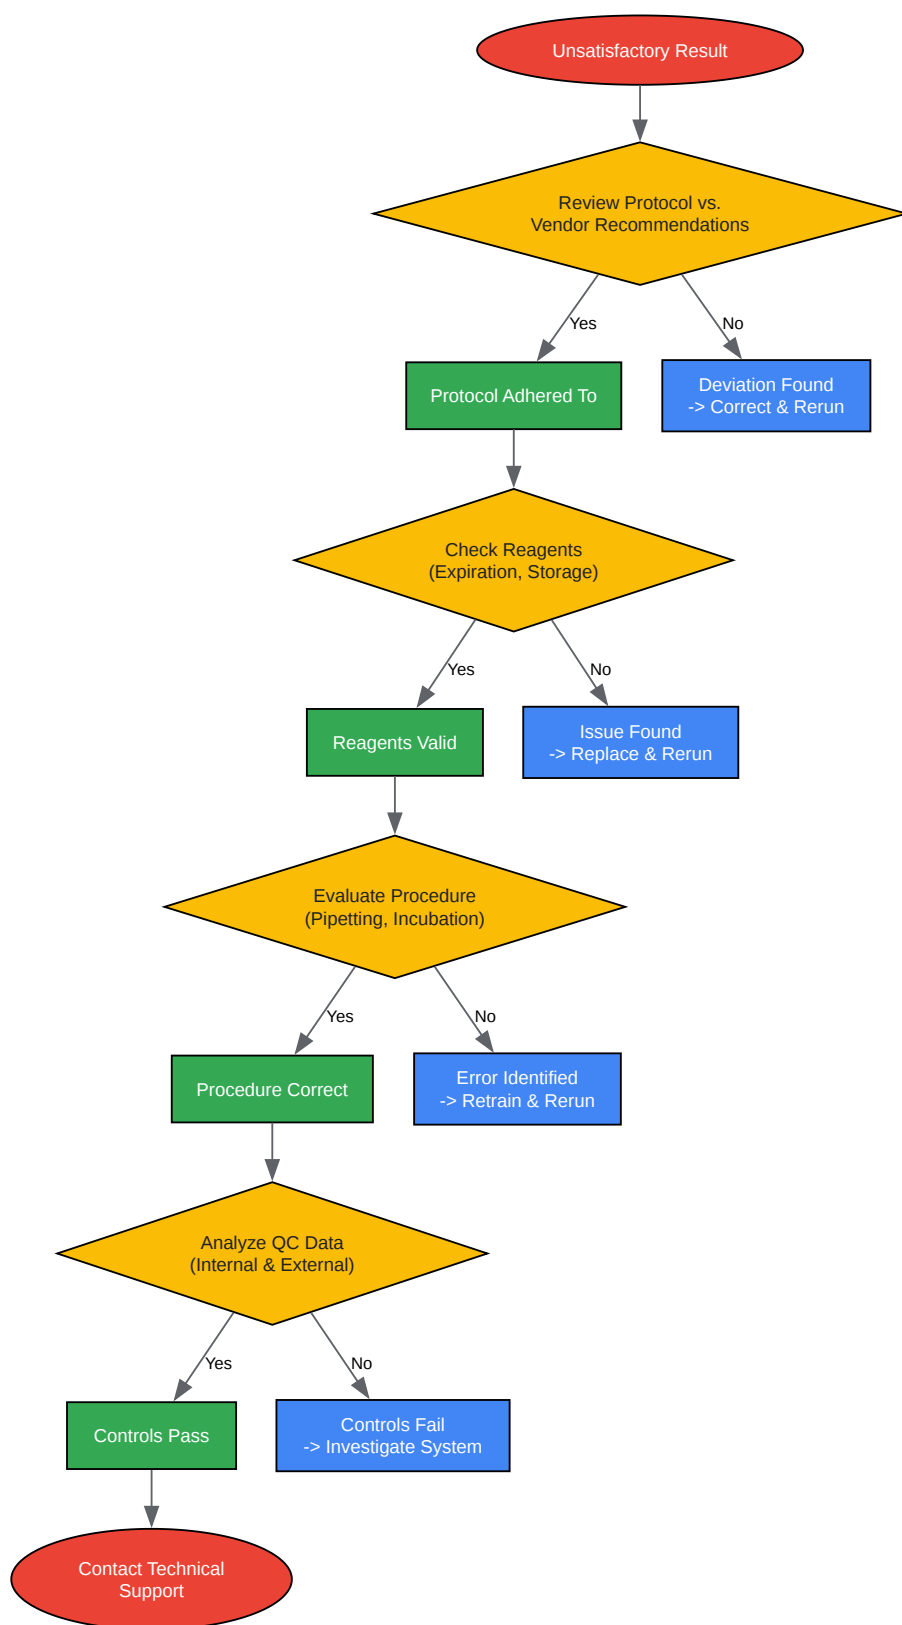 Unsatisfactory Result
Review Protocol vs.
Vendor Recommendations
Yes
No
Protocol Adhered To
Deviation Found
-> Correct & Rerun
Check Reagents
(Expiration, Storage)
Yes
No
Reagents Valid
Issue Found
-> Replace & Rerun
Evaluate Procedure
(Pipetting, Incubation)
Yes
No
Procedure Correct
Error Identified
-> Retrain & Rerun
Analyze QC Data
(Internal & External)
Yes
No
Controls Pass
Controls Fail
-> Investigate System
Contact Technical
Support